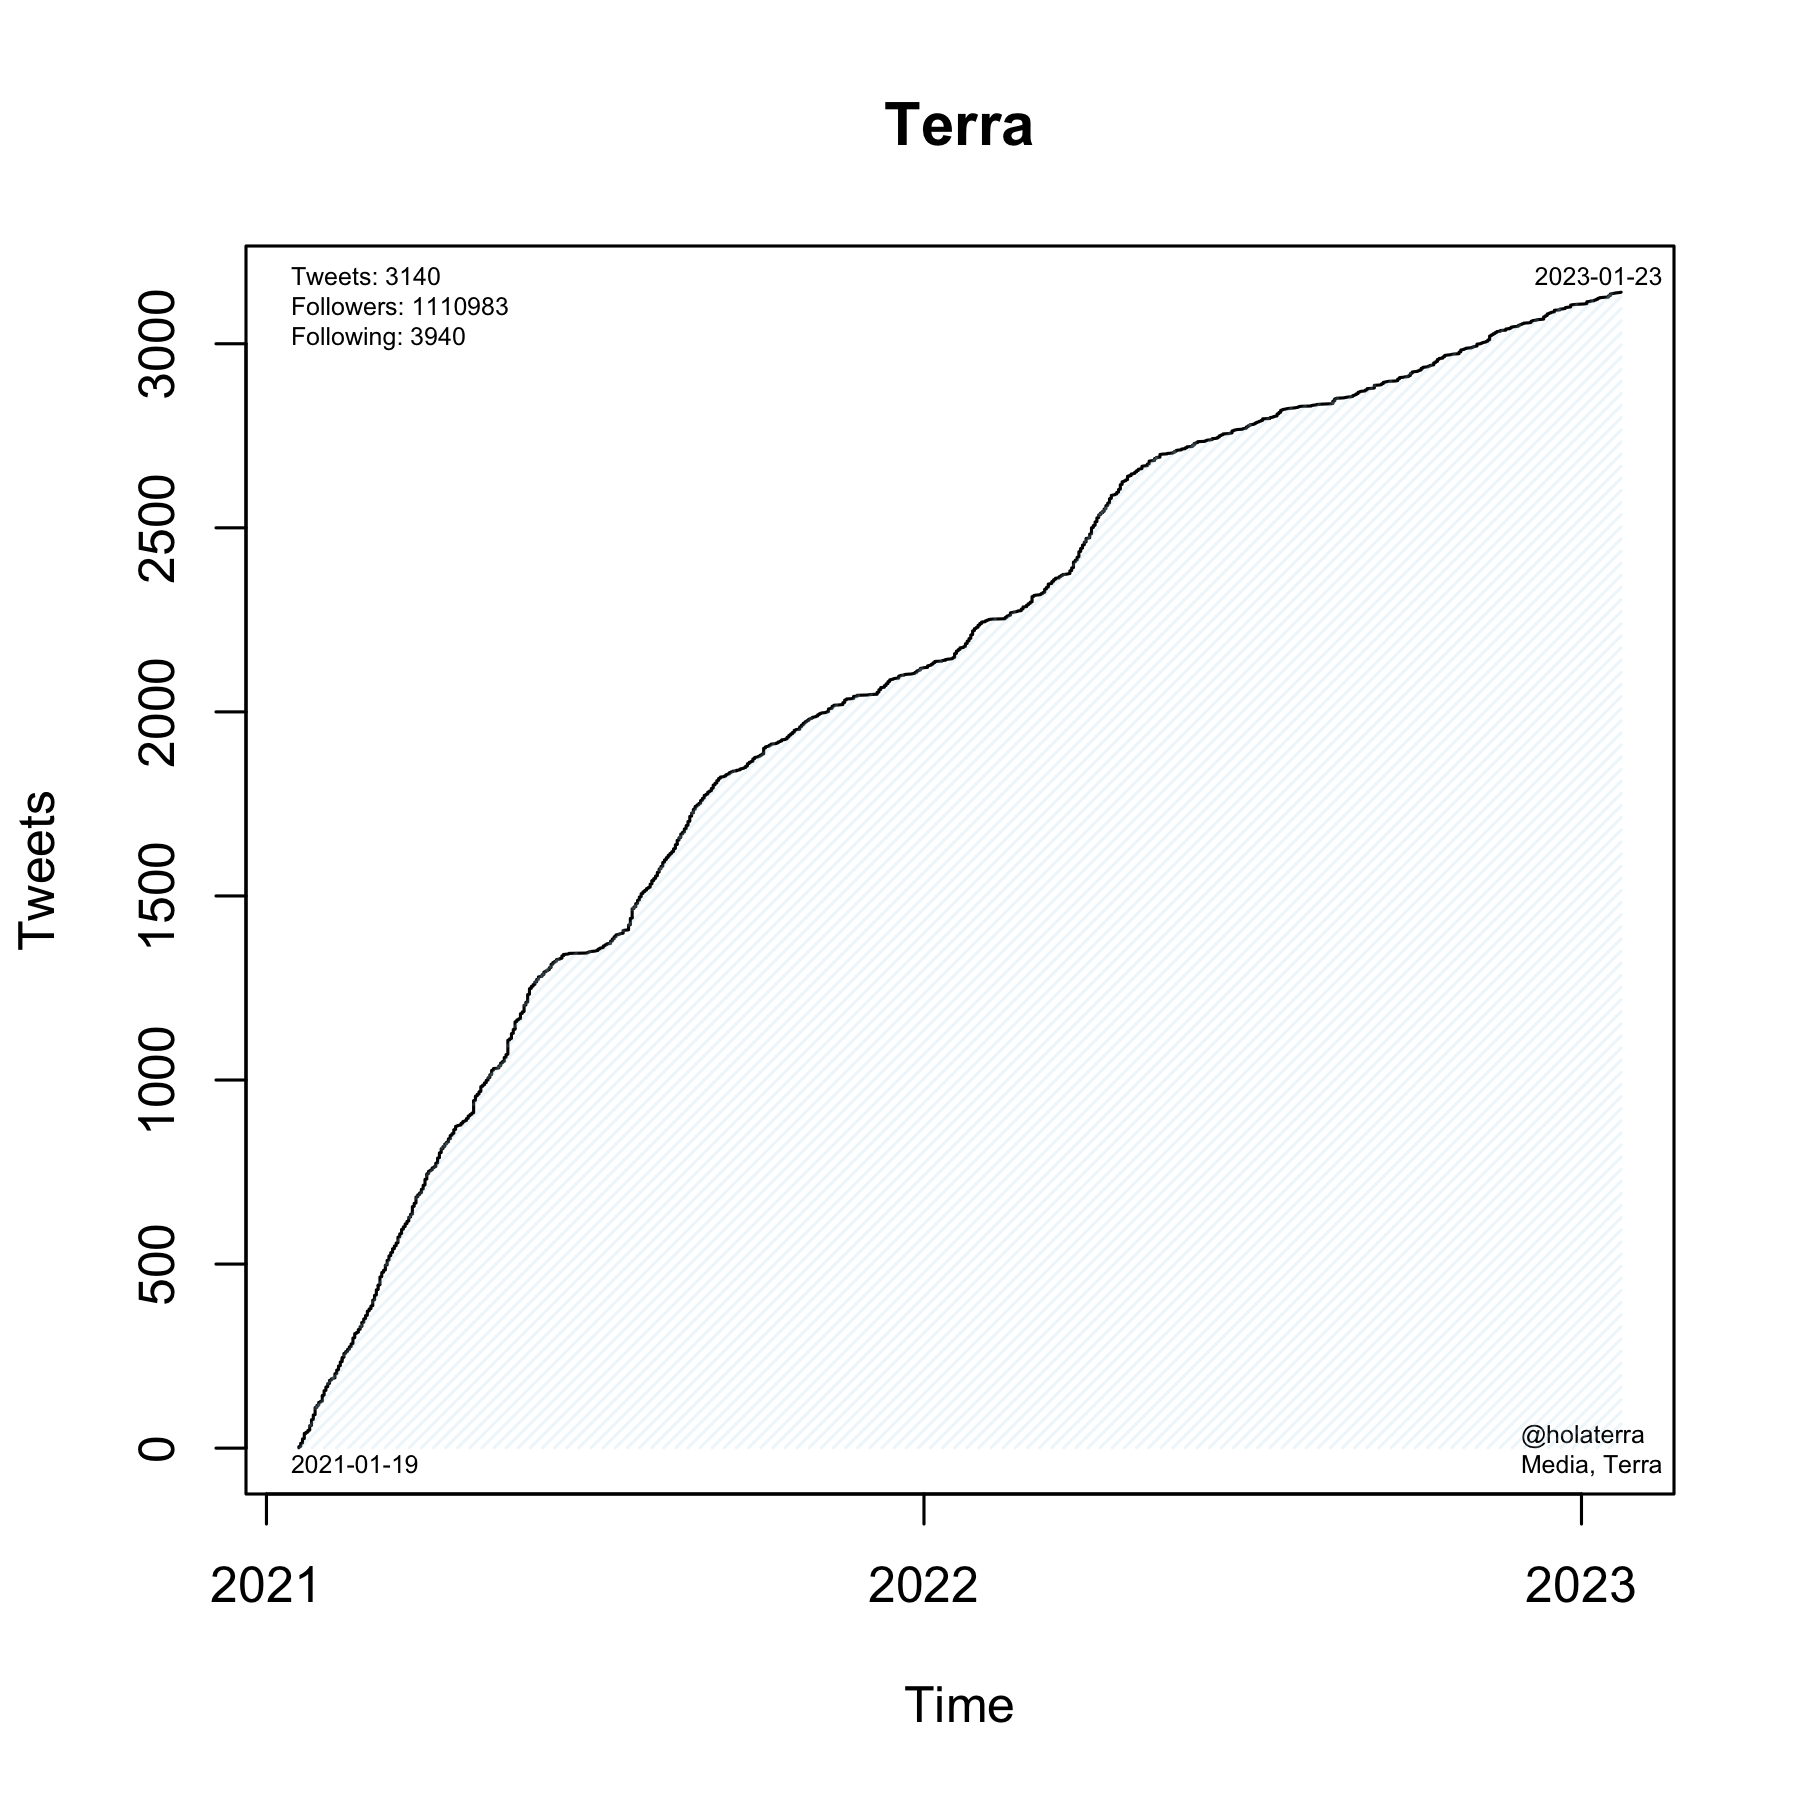 Terra
Tweets: 3140
Followers: 1110983
Following: 3940
2023-01-23
3000
2500
2000
1500
1000
500
0
Tweets
2021-01-19
@holaterra
Media, Terra
2021
2022
2023
Time